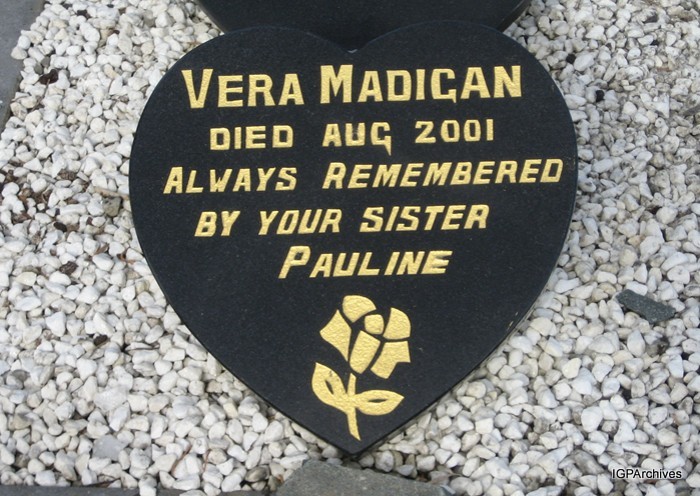 VERA MADIGAN
DIED AUG 2001
ALWAYS REMEMBERED
BY YOUR SISTER
PAULINE
IGPArchives